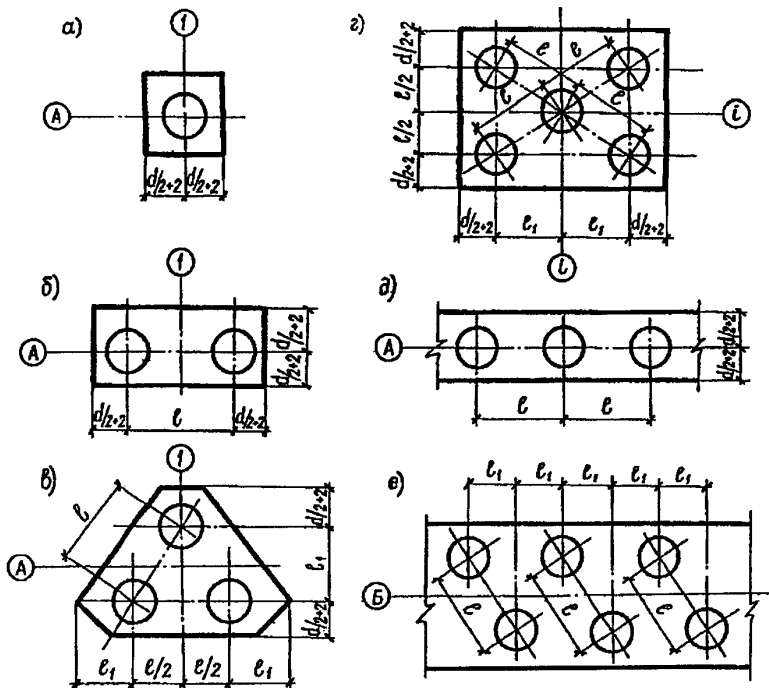 а)
1
А
d/2+2 d/2+2
б)
1
А
d/2+2
d/2+2
d/2+2 l d/2+2
в)
1
А
l
d/2+2
l₁
d/2+2
l₁ l/2 l/2 l₁
г)
d/2+2
l/2
l/2
d/2+2
l l
l l
i
d/2+2 l₁ l₁ d/2+2
i
д)
А
d/2+2
d/2+2
l l
е)
l₁ l₁ l₁ l₁ l₁
Б
l l l